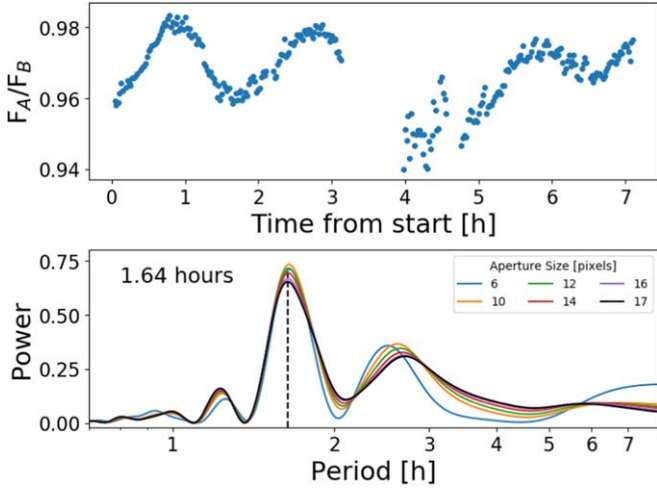 F_A/F_B
0.98
0.96
0.94
0 1 2 3 4 5 6 7
Time from start [h]
Power
0.75
0.50
0.25
0.00
1.64 hours
Aperture Size [pixels]
6 12 16
10 14 17
1 2 3 4 5 6
Period [h]